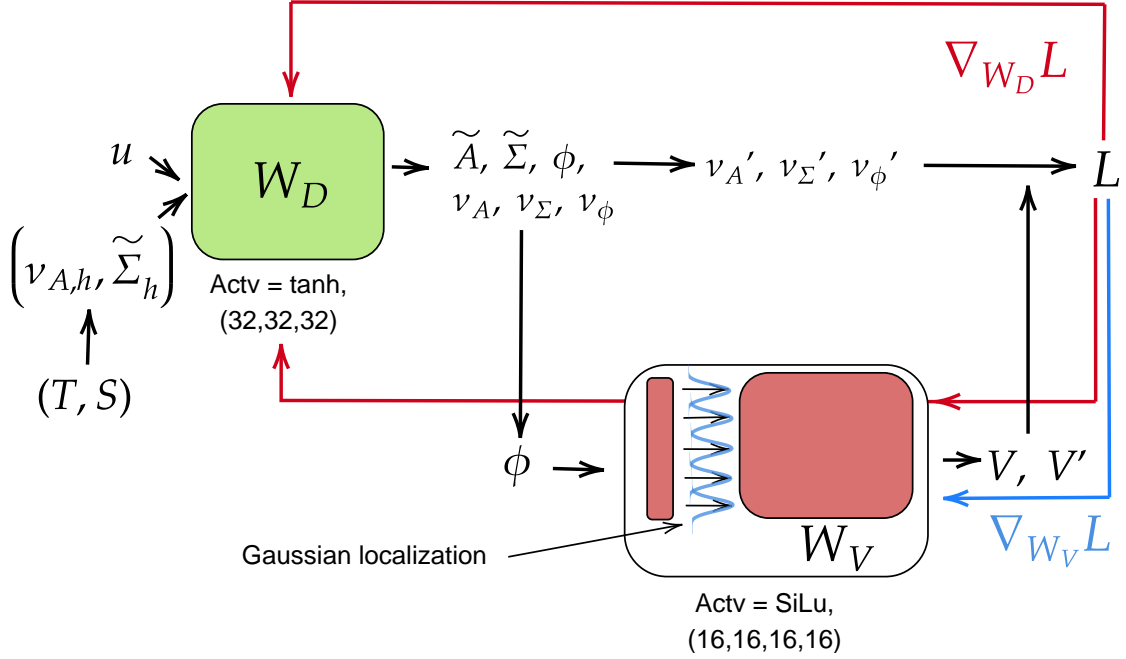 ∇_{W_D} L
u
W_D
Ã, Σ̃, ϕ,
ν_A, ν_Σ, ν_ϕ
ν_A′, ν_Σ′, ν_ϕ′
L
(ν_{A,h}, Σ̃_h)
Actv = tanh,
(32,32,32)
(T, S)
ϕ
V, V′
Gaussian localization
W_V
∇_{W_V} L
Actv = SiLu,
(16,16,16,16)